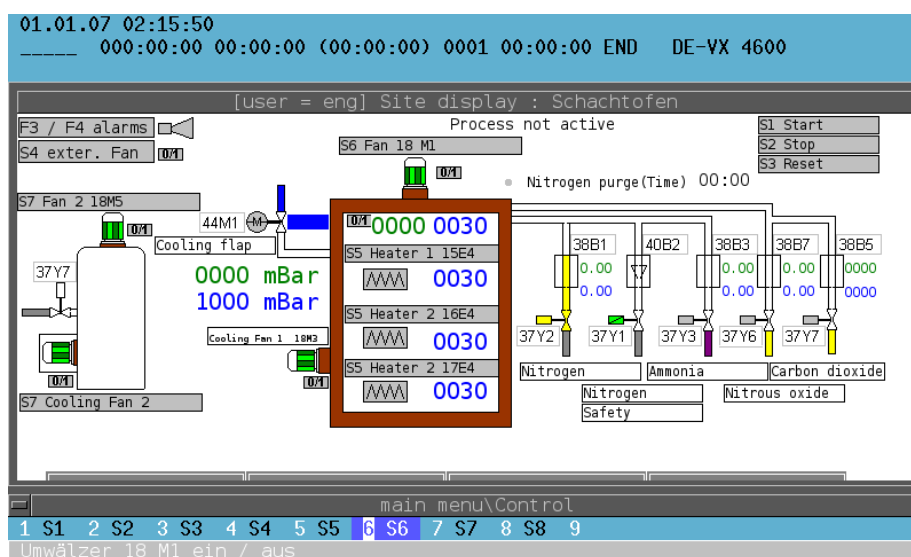 01.01.07 02:15:50
_____ 000:00:00 00:00:00 (00:00:00) 0001 00:00:00 END DE-VX 4600
[user = eng] Site display : Schachtofen
F3 / F4 alarms
Process not active
S1 Start
S4 exter. Fan 0/1
S6 Fan 18 M1
S2 Stop
S3 Reset
0/1
Nitrogen purge(Time) 00:00
S7 Fan 2 18M5
0/1
44M1 M
Cooling flap
0/1 0000 0030
S5 Heater 1 15E4
0030
S5 Heater 2 16E4
0030
S5 Heater 2 17E4
0030
37Y7
0000 mBar
1000 mBar
Cooling Fan 1 18M3
0/1
0/1
S7 Cooling Fan 2
38B1 40B2 38B3 38B7 38B5
0.00 0.00 0.00 0000
0.00 0.00 0.00 0000
37Y2 37Y1 37Y3 37Y6 37Y7
Nitrogen Ammonia Carbon dioxide
Nitrogen Nitrous oxide
Safety
main menu\Control
1 S1 2 S2 3 S3 4 S4 5 S5 6 S6 7 S7 8 S8 9
Umwälzer 18 M1 ein / aus